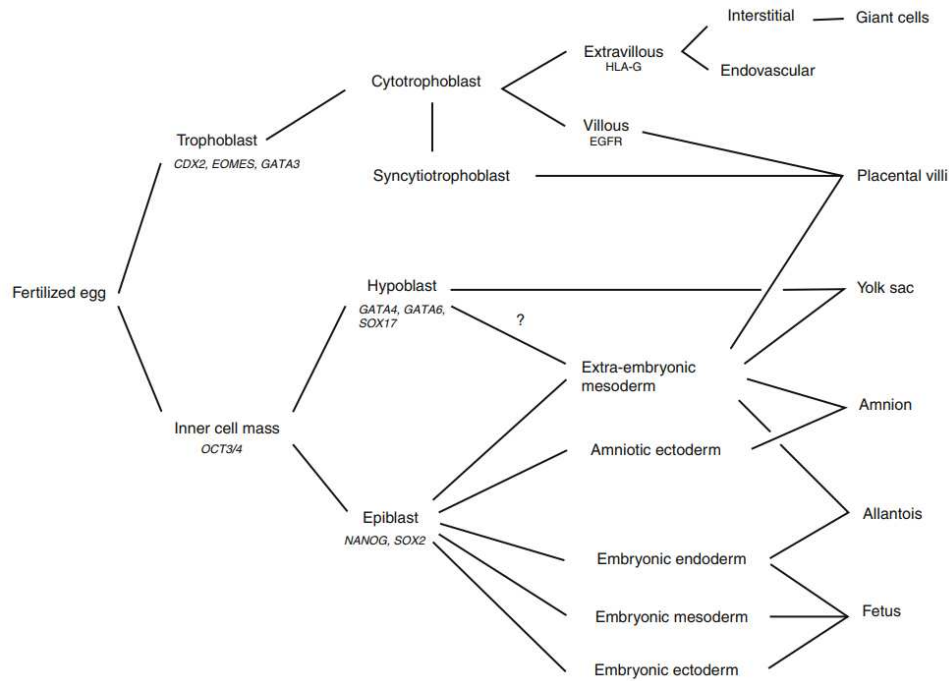 Interstitial
Giant cells
Extravillous
HLA-G
Endovascular
Cytotrophoblast
Villous
EGFR
Trophoblast
CDX2, EOMES, GATA3
Syncytiotrophoblast
Placental villi
Fertilized egg
Hypoblast
GATA4, GATA6,
SOX17
?
Yolk sac
Extra-embryonic
mesoderm
Amnion
Inner cell mass
OCT3/4
Amniotic ectoderm
Epiblast
NANOG, SOX2
Allantois
Embryonic endoderm
Embryonic mesoderm
Fetus
Embryonic ectoderm